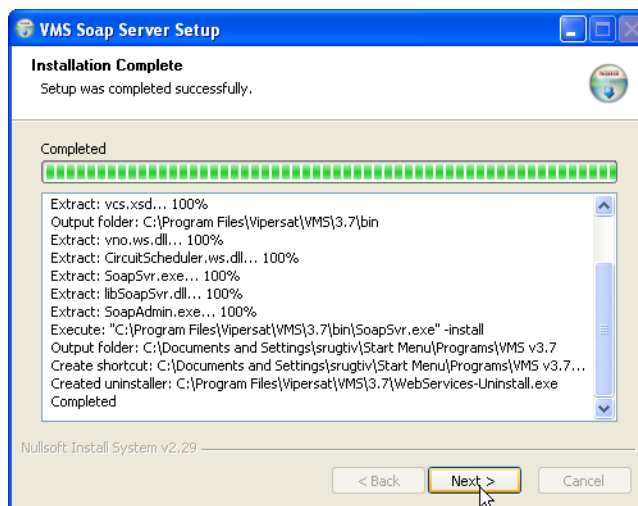 VMS Soap Server Setup
Installation Complete
Setup was completed successfully.
Completed
Extract: vcs.xsd... 100%
Output folder: C:\Program Files\Vipersat\VMS\3.7\bin
Extract: vno.ws.dll... 100%
Extract: CircuitScheduler.ws.dll... 100%
Extract: SoapSvr.exe... 100%
Extract: libSoapSvr.dll... 100%
Extract: SoapAdmin.exe... 100%
Execute: "C:\Program Files\Vipersat\VMS\3.7\bin\SoapSvr.exe" -install
Output folder: C:\Documents and Settings\srugtiv\Start Menu\Programs\VMS v3.7
Create shortcut: C:\Documents and Settings\srugtiv\Start Menu\Programs\VMS v3.7...
Created uninstaller: C:\Program Files\Vipersat\VMS\3.7\WebServices-Uninstall.exe
Completed
Nullsoft Install System v2.29
< Back Next > Cancel